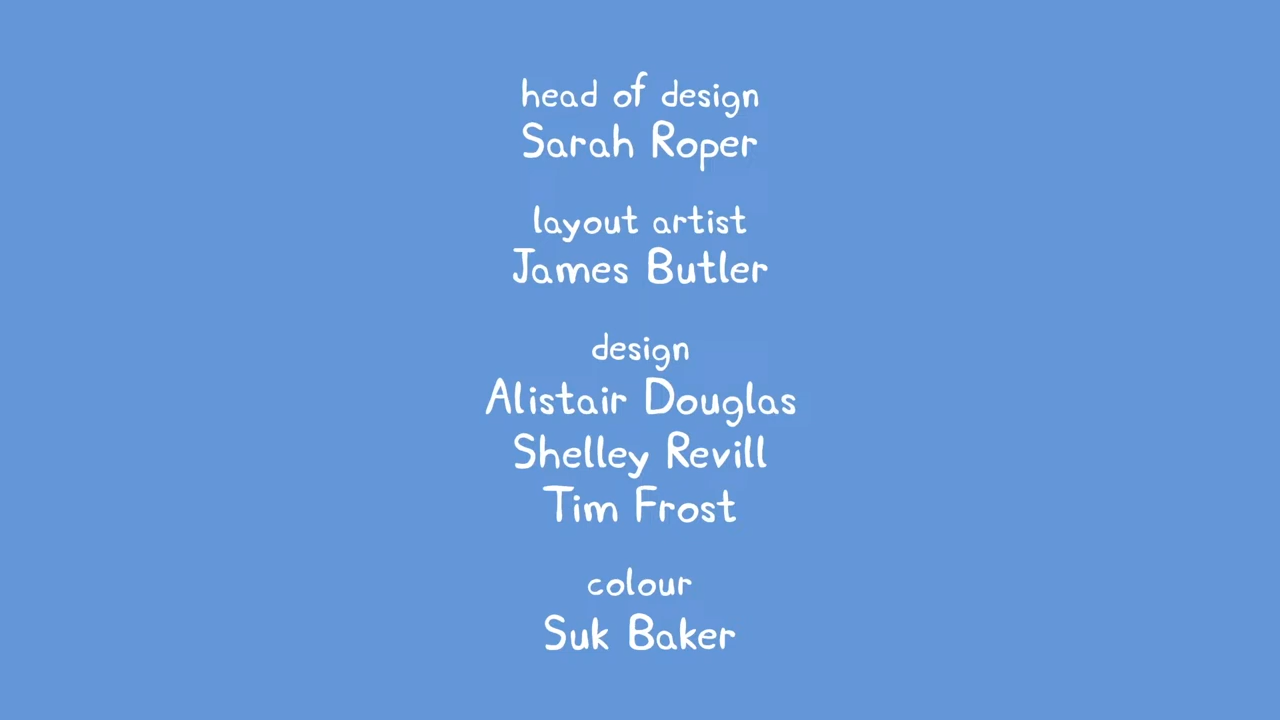 head of design
Sarah Roper
layout artist
James Butler
design
Alistair Douglas
Shelley Revill
Tim Frost
colour
Suk Baker